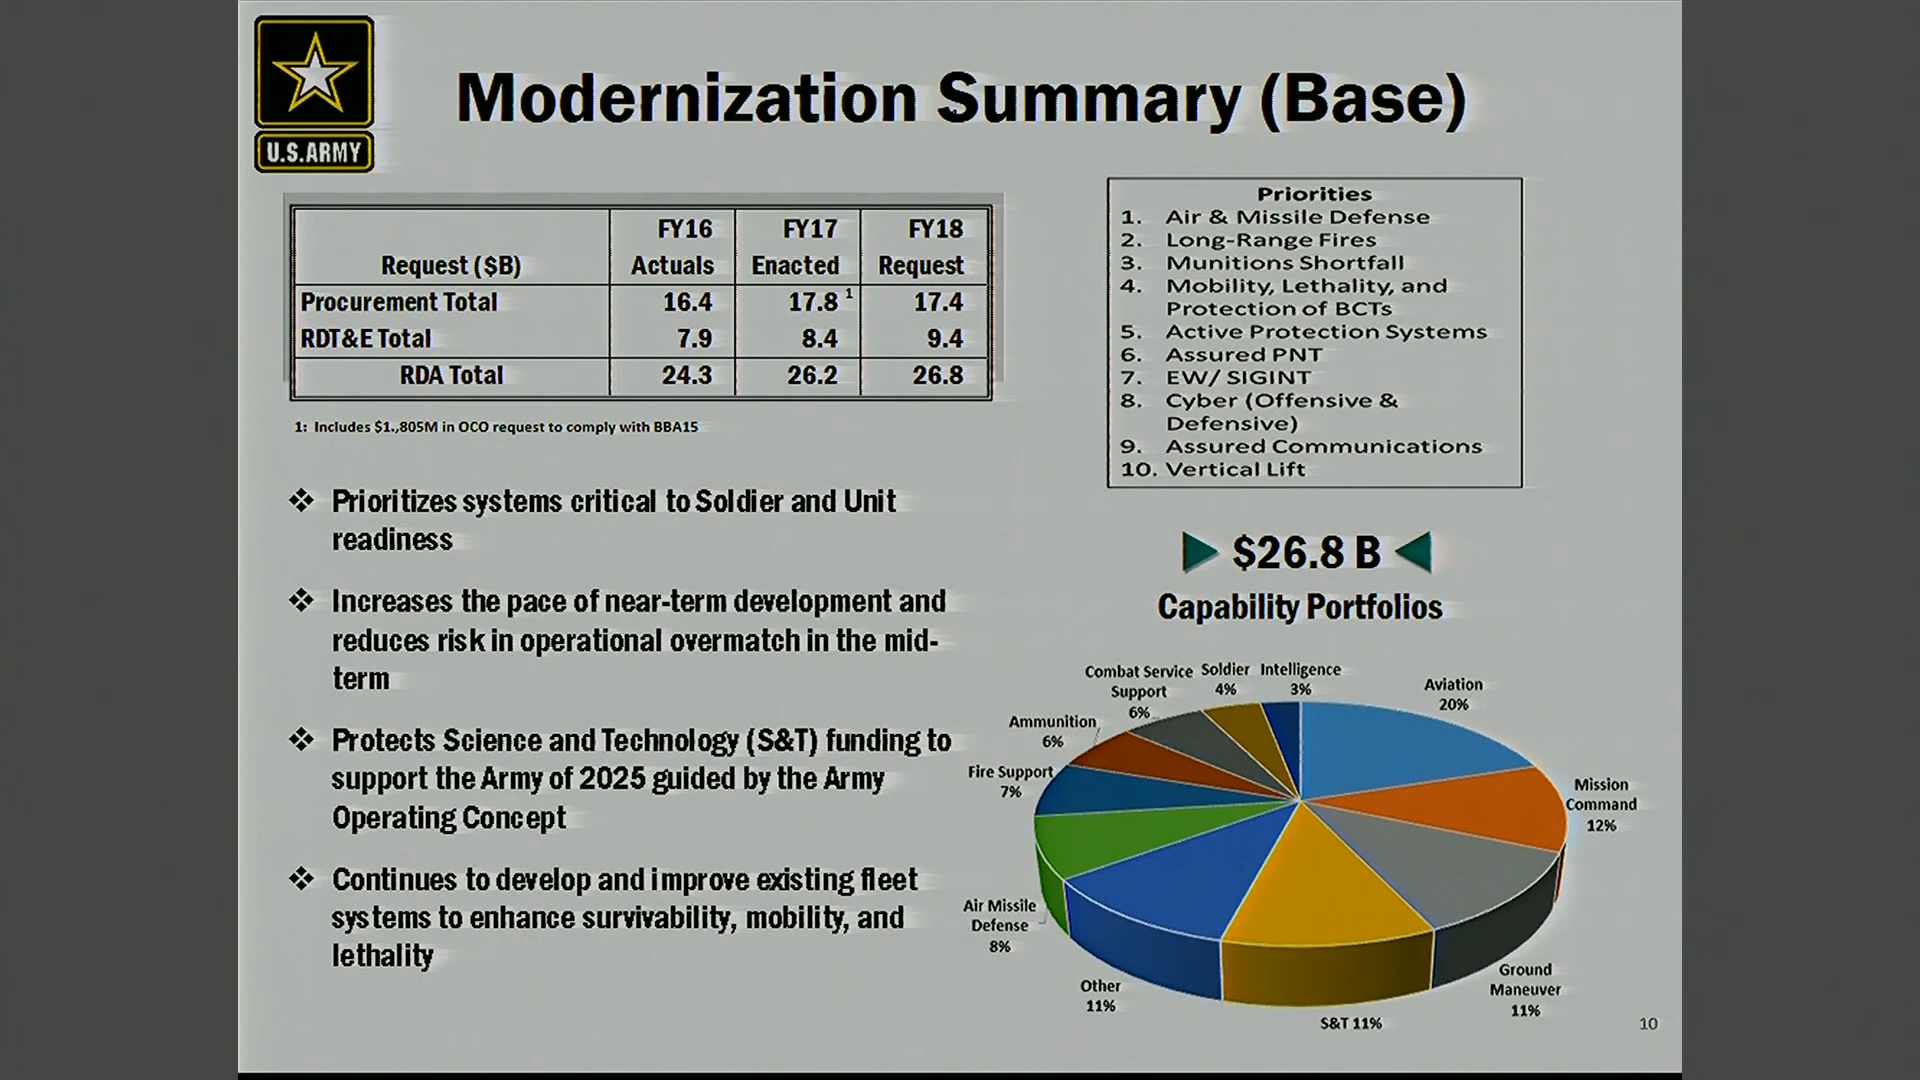 U.S.ARMY
Modernization Summary (Base)
Request ($B) FY16 Actuals FY17 Enacted FY18 Request
Procurement Total 16.4 17.8 1 17.4
RDT&E Total 7.9 8.4 9.4
RDA Total 24.3 26.2 26.8
1: Includes $1.,805M in OCO request to comply with BBA15
❖ Prioritizes systems critical to Soldier and Unit
readiness
❖ Increases the pace of near-term development and
reduces risk in operational overmatch in the mid-
term
❖ Protects Science and Technology (S&T) funding to
support the Army of 2025 guided by the Army
Operating Concept
❖ Continues to develop and improve existing fleet
systems to enhance survivability, mobility, and
lethality
Priorities
1. Air & Missile Defense
2. Long-Range Fires
3. Munitions Shortfall
4. Mobility, Lethality, and
Protection of BCTs
5. Active Protection Systems
6. Assured PNT
7. EW/ SIGINT
8. Cyber (Offensive &
Defensive)
9. Assured Communications
10. Vertical Lift
$26.8 B
Capability Portfolios
Combat Service
Support
6%
Soldier
4%
Intelligence
3%
Aviation
20%
Ammunition
6%
Fire Support
7%
Mission
Command
12%
Air Missile
Defense
8%
Other
11%
S&T 11%
Ground
Maneuver
11%
10